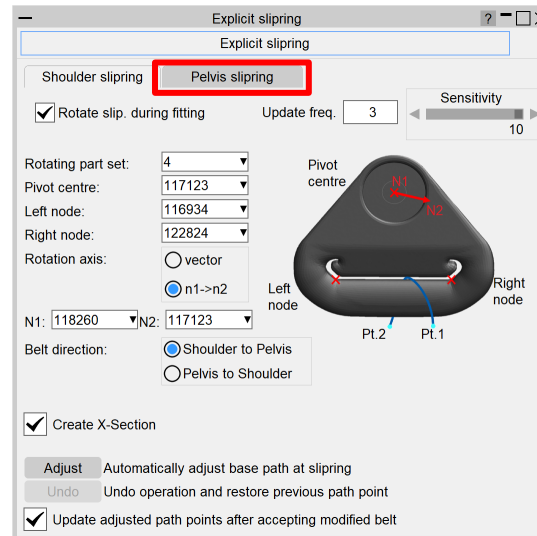 Explicit slipring ?
Explicit slipring
Shoulder slipring Pelvis slipring
Rotate slip. during fitting Update freq. 3 Sensitivity
10
Rotating part set: 4
Pivot centre: 117123
Left node: 116934
Right node: 122824
Rotation axis: vector
n1->n2
N1: 118260 N2: 117123
Belt direction: Shoulder to Pelvis
Pelvis to Shoulder
Pivot
centre
N1
N2
Left
node
Right
node
Pt.2 Pt.1
Create X-Section
Adjust Automatically adjust base path at slipring
Undo Undo operation and restore previous path point
Update adjusted path points after accepting modified belt